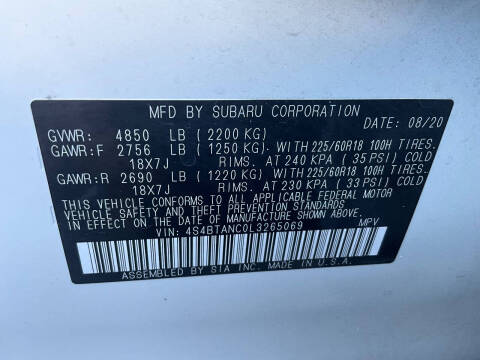 MFD BY SUBARU CORPORATION
DATE: 08/20
GVWR: 4850 LB (2200 KG)
GAWR:F 2756 LB (1250 KG). WITH 225/60R18 100H TIRES.
18X7J RIMS. AT 240 KPA (35 PSI) COLD
GAWR:R 2690 LB (1220 KG). WITH 225/60R18 100H TIRES.
18X7J RIMS. AT 230 KPA (33 PSI) COLD
THIS VEHICLE CONFORMS TO ALL APPLICABLE FEDERAL MOTOR
VEHICLE SAFETY AND THEFT PREVENTION STANDARDS
IN EFFECT ON THE DATE OF MANUFACTURE SHOWN ABOVE.
VIN: 4S4BTANC0L3265069 MPV
ASSEMBLED BY SIA INC. MADE IN U.S.A.